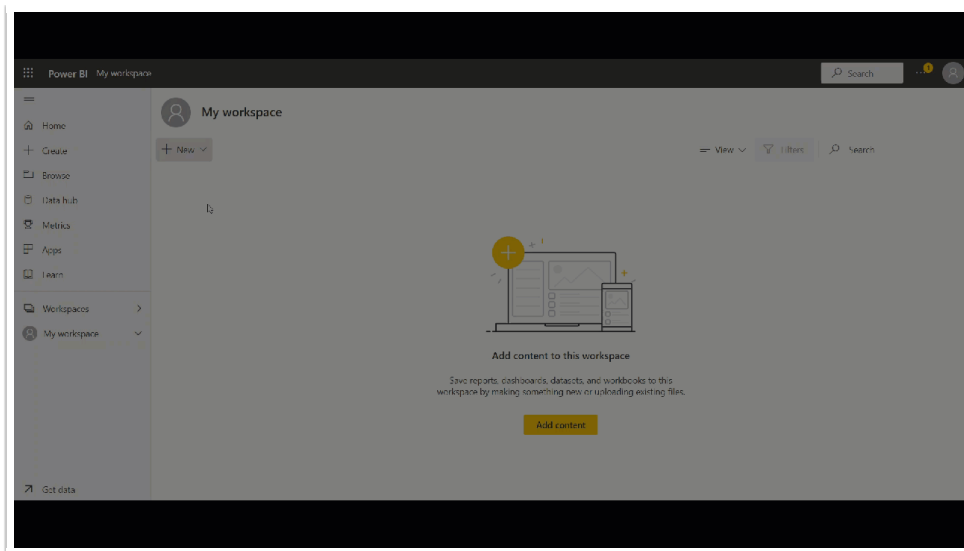 Power BI My workspace
Search
1
Home
Create
Browse
Data hub
Metrics
Apps
Learn
Workspaces
My workspace
Get data
My workspace
New
View
Filters
Search
Add content to this workspace
Save reports, dashboards, datasets, and workbooks to this
workspace by making something new or uploading existing files.
Add content